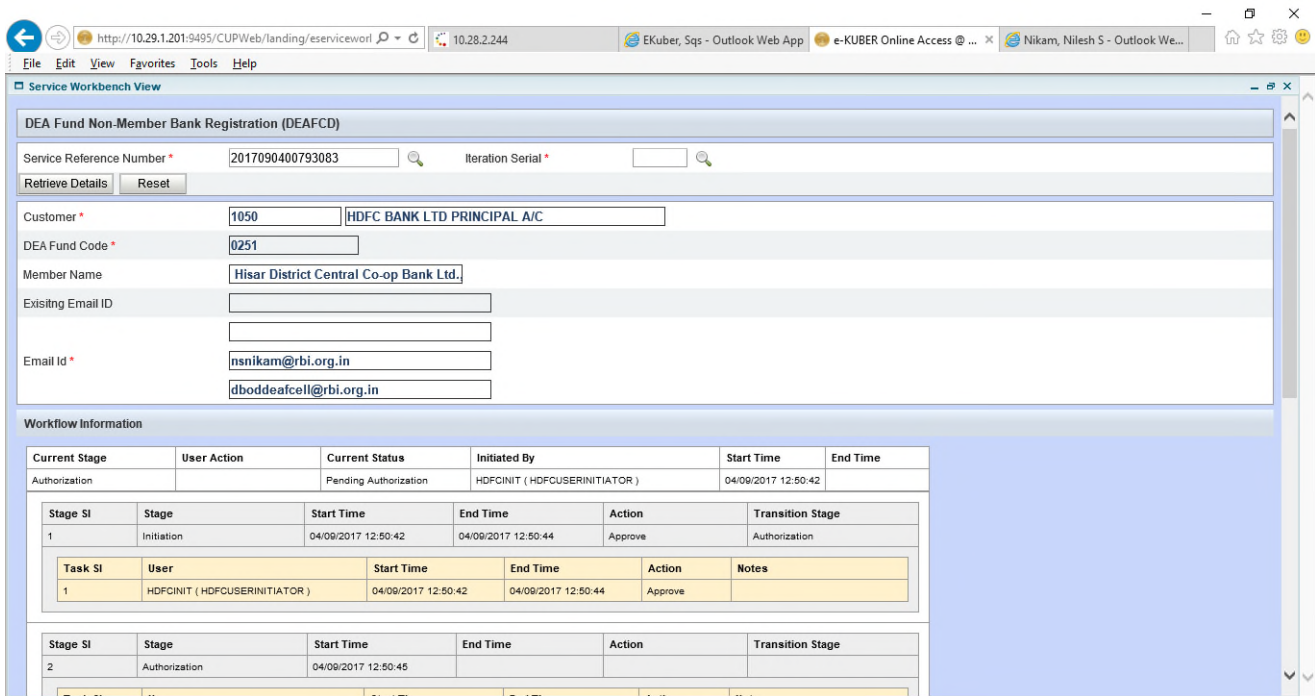 http://10.29.1.201:9495/CUPWeb/landing/eserviceworl
10.28.2.244
EKuber, Sqs - Outlook Web App
e-KUBER Online Access @ ...
Nikam, Nilesh S - Outlook We...
File Edit View Favorites Tools Help
Service Workbench View
DEA Fund Non-Member Bank Registration (DEAFCD)
Service Reference Number * 2017090400793083 Iteration Serial *
Retrieve Details Reset
Customer * 1050 HDFC BANK LTD PRINCIPAL A/C
DEA Fund Code * 0251
Member Name Hisar District Central Co-op Bank Ltd.,
Exisitng Email ID
Email Id * nsnikam@rbi.org.in
dboddeafcell@rbi.org.in
Workflow Information
Current Stage User Action Current Status Initiated By Start Time End Time
Authorization Pending Authorization HDFCINIT ( HDFCUSERINITIATOR ) 04/09/2017 12:50:42
Stage Sl Stage Start Time End Time Action Transition Stage
1 Initiation 04/09/2017 12:50:42 04/09/2017 12:50:44 Approve Authorization
Task Sl User Start Time End Time Action Notes
1 HDFCINIT ( HDFCUSERINITIATOR ) 04/09/2017 12:50:42 04/09/2017 12:50:44 Approve
Stage Sl Stage Start Time End Time Action Transition Stage
2 Authorization 04/09/2017 12:50:45